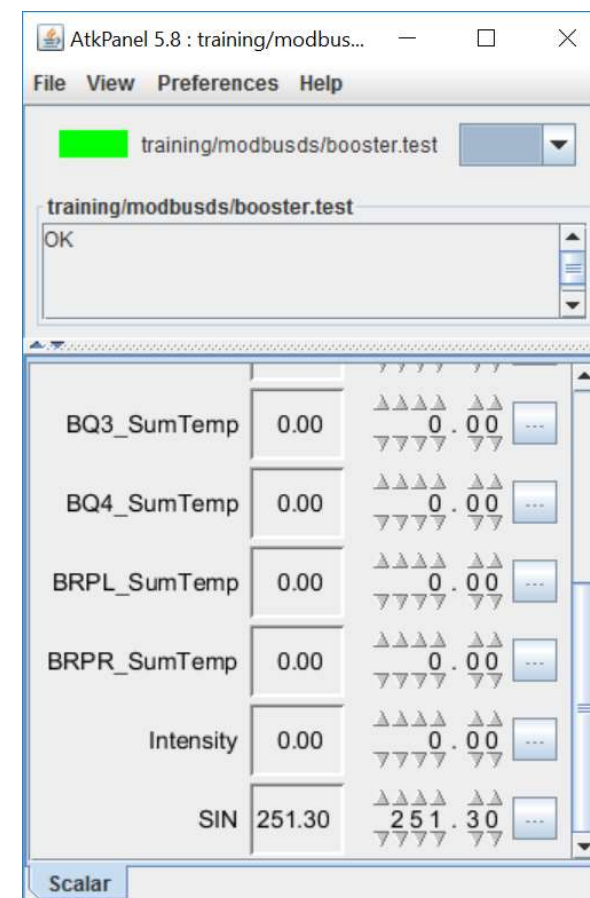 AtkPanel 5.8 : training/modbus...
File View Preferences Help
training/modbusds/booster.test
training/modbusds/booster.test
OK
BQ3_SumTemp 0.00 0.00 ...
BQ4_SumTemp 0.00 0.00 ...
BRPL_SumTemp 0.00 0.00 ...
BRPR_SumTemp 0.00 0.00 ...
Intensity 0.00 0.00 ...
SIN 251.30 251.30 ...
Scalar